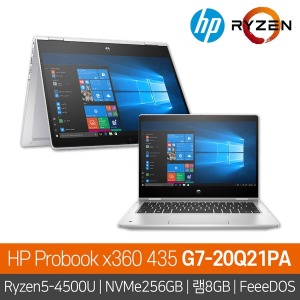 hp RYZEN
HP Probook x360 435 G7-20Q21PA
Ryzen5-4500U | NVMe256GB | 램8GB | FeeeDOS